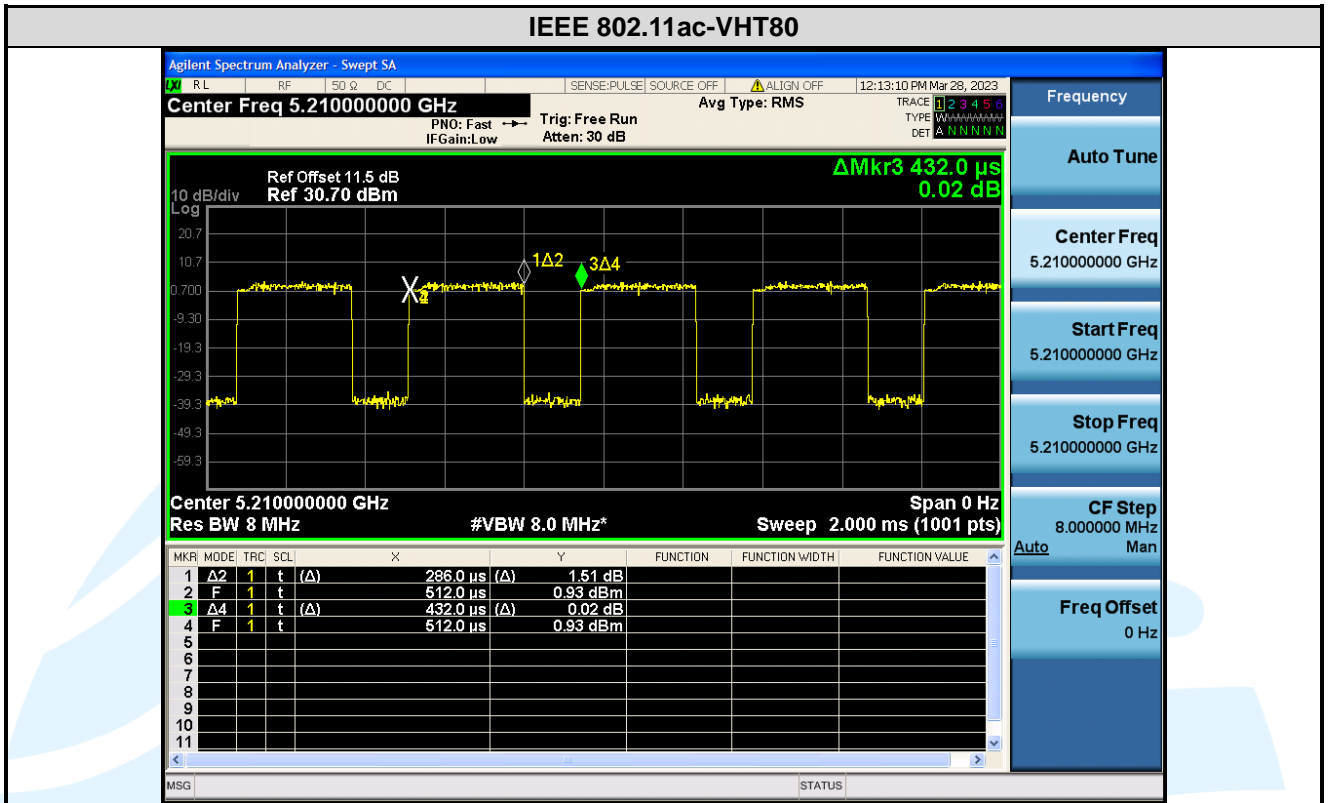 IEEE 802.11ac-VHT80
Agilent Spectrum Analyzer - Swept SA
LXI RL RF 50 Ω DC SENSE:PULSE SOURCE OFF ALIGN OFF 12:13:10 PM Mar 28, 2023
Center Freq 5.210000000 GHz
PNO: Fast
IFGain:Low
Trig: Free Run
Atten: 30 dB
Avg Type: RMS
TRACE 1 2 3 4 5 6
TYPE
DET A N N N N N
ΔMkr3 432.0 µs
0.02 dB
Ref Offset 11.5 dB
10 dB/div Ref 30.70 dBm
Log
20.7
10.7
0.700
-9.30
-19.3
-29.3
-39.3
-49.3
-59.3
1Δ2
3Δ4
Center 5.210000000 GHz Span 0 Hz
Res BW 8 MHz #VBW 8.0 MHz* Sweep 2.000 ms (1001 pts)
MKR MODE TRC SCL X Y FUNCTION FUNCTION WIDTH FUNCTION VALUE
1 Δ2 1 t (Δ) 286.0 µs (Δ) 1.51 dB
2 F 1 t 512.0 µs 0.93 dBm
3 Δ4 1 t (Δ) 432.0 µs (Δ) 0.02 dB
4 F 1 t 512.0 µs 0.93 dBm
5
6
7
8
9
10
11
MSG STATUS
Frequency
Auto Tune
Center Freq
5.210000000 GHz
Start Freq
5.210000000 GHz
Stop Freq
5.210000000 GHz
CF Step
8.000000 MHz
Auto Man
Freq Offset
0 Hz